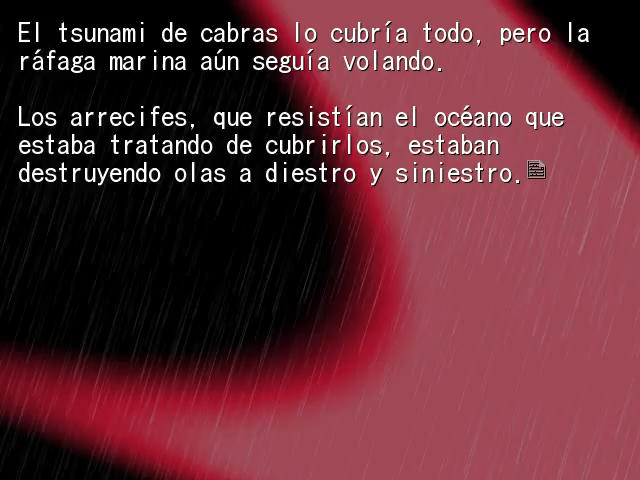 El tsunami de cabras lo cubría todo, pero la
ráfaga marina aún seguía volando.
Los arrecifes, que resistían el océano que
estaba tratando de cubrirlos, estaban
destruyendo olas a diestro y siniestro.